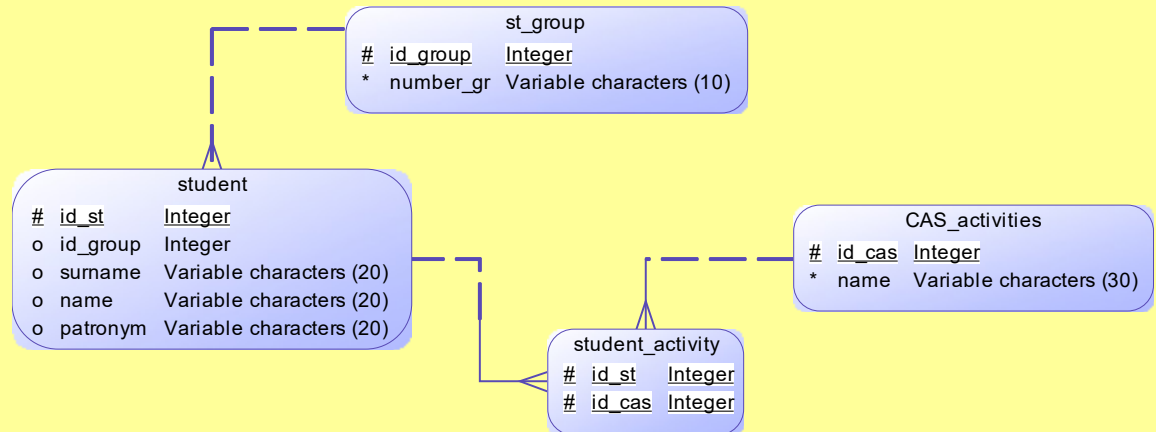 st_group
# id_group Integer
* number_gr Variable characters (10)
student
# id_st Integer
o id_group Integer
o surname Variable characters (20)
o name Variable characters (20)
o patronym Variable characters (20)
CAS_activities
# id_cas Integer
* name Variable characters (30)
student_activity
# id_st Integer
# id_cas Integer